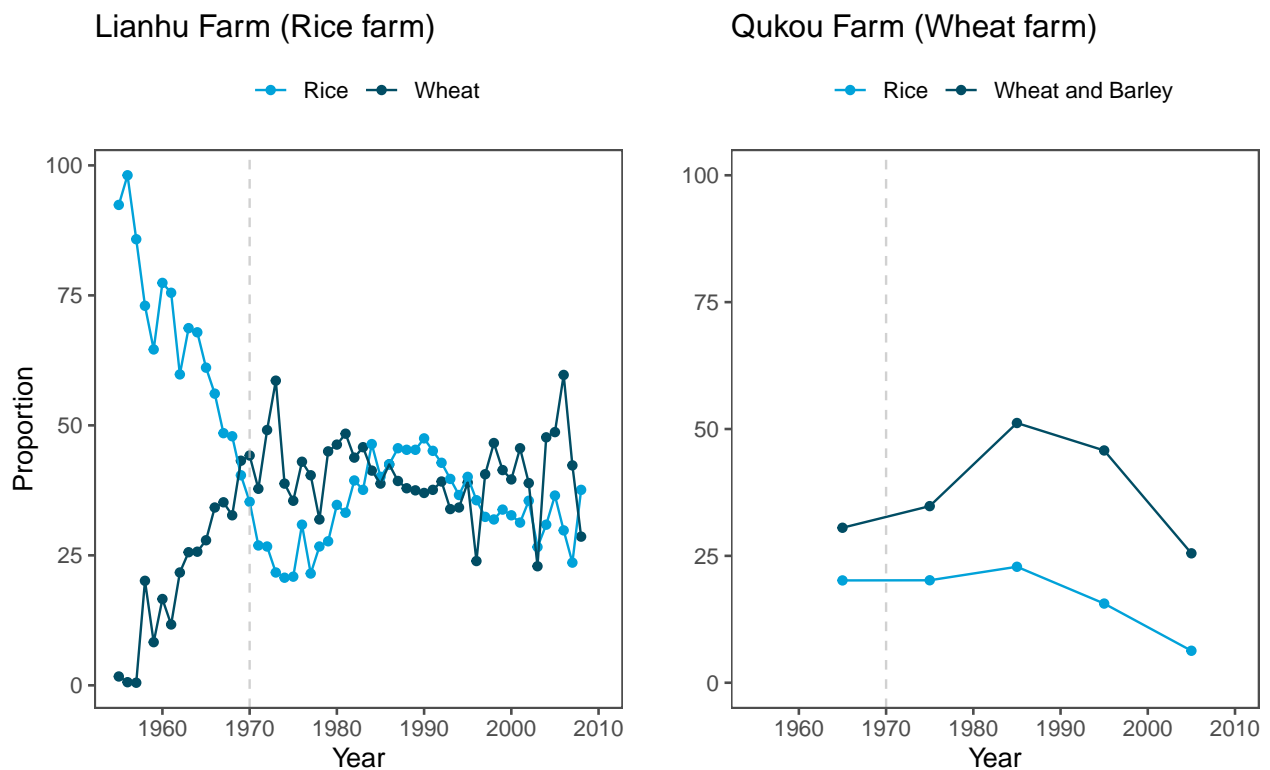 Lianhu Farm (Rice farm)
Rice Wheat
100
75
50
25
0
Proportion
1960 1970 1980 1990 2000 2010
Year
Qukou Farm (Wheat farm)
Rice Wheat and Barley
100
75
50
25
0
1960 1970 1980 1990 2000 2010
Year